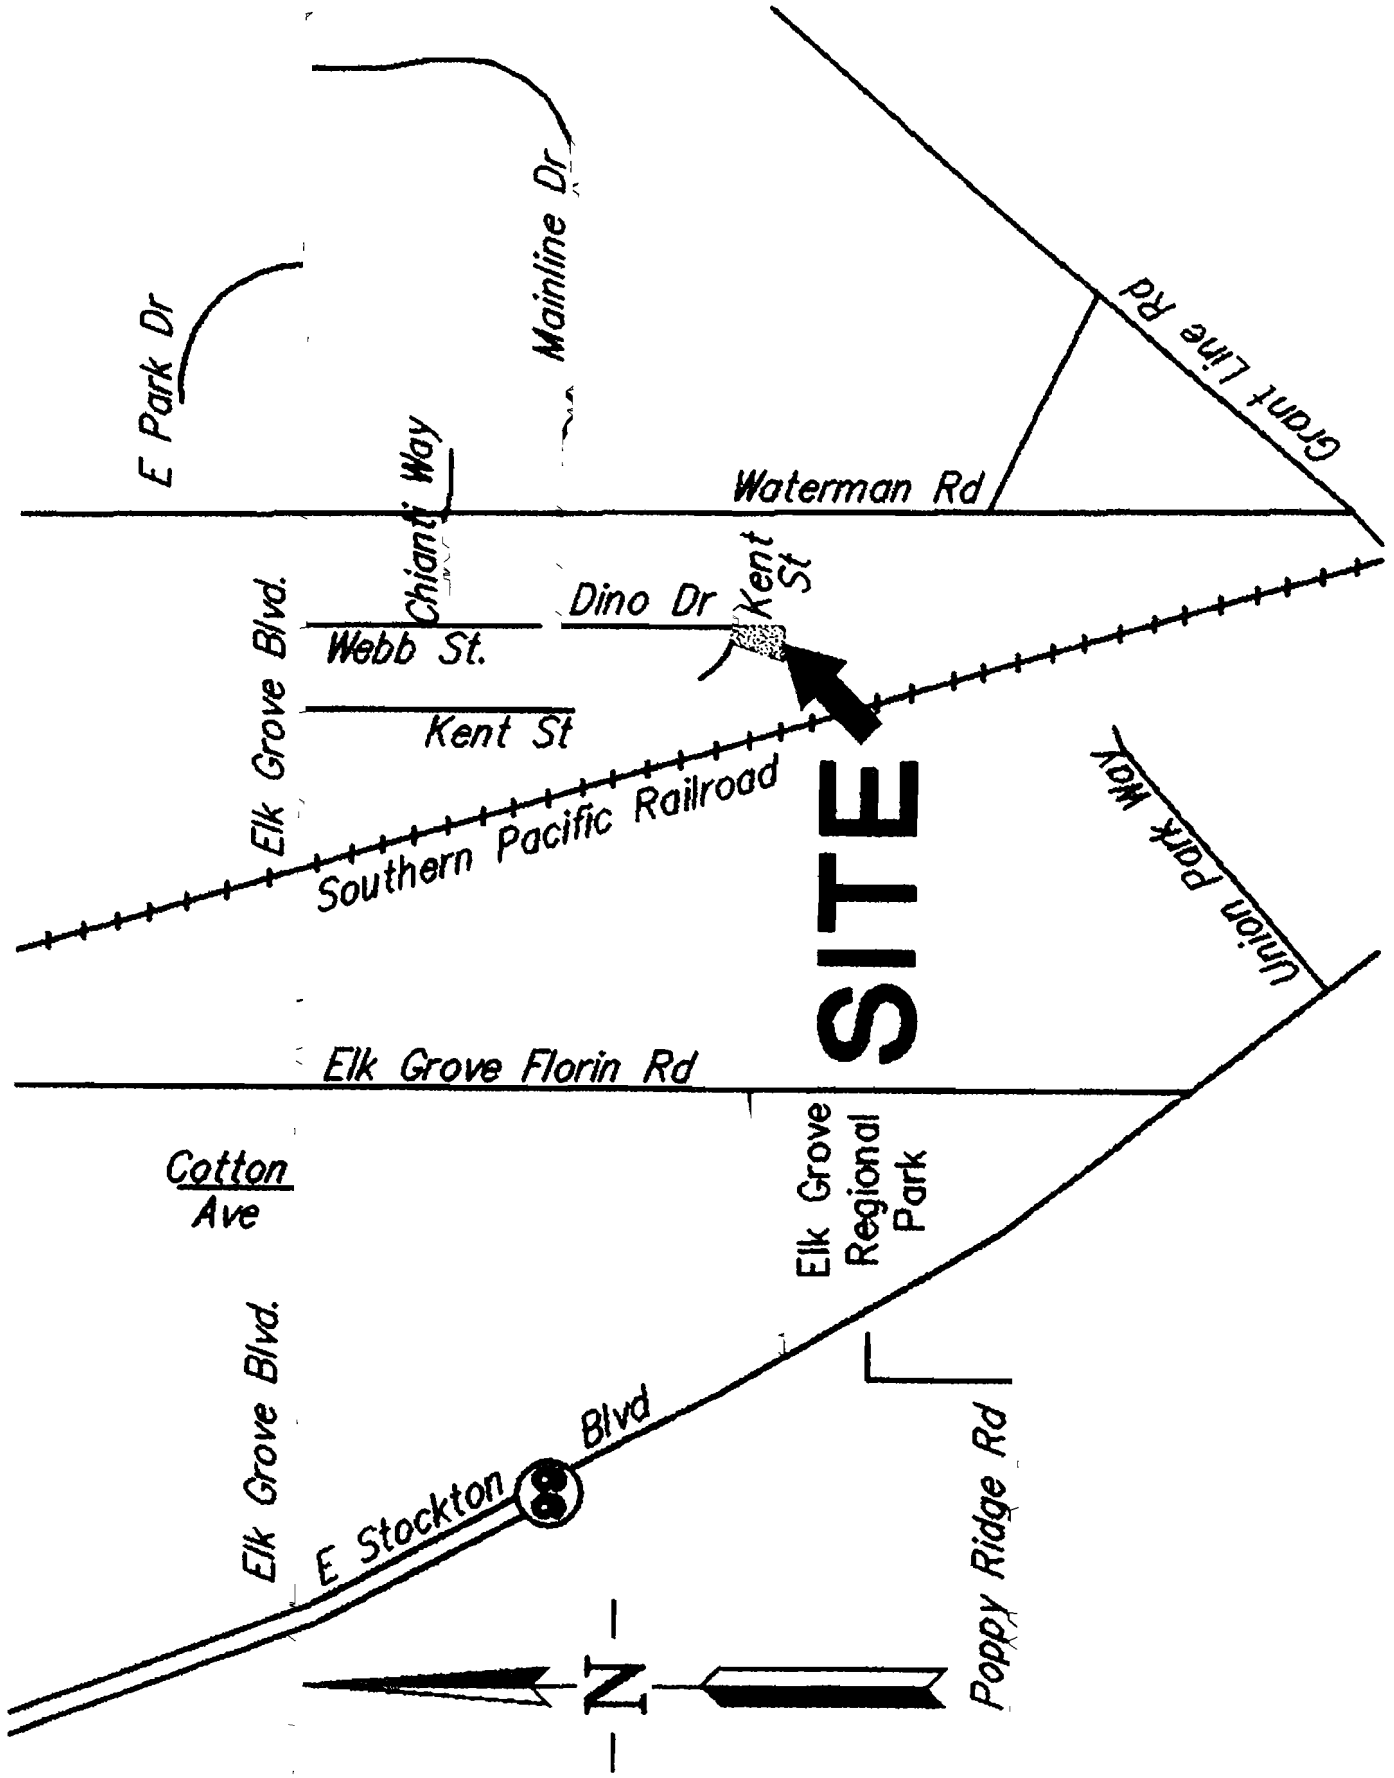 E Park Dr
Mainline Dr
Grant Line Rd
Chianti Way
Waterman Rd
Elk Grove Blvd.
Dino Dr
Kent
St
Webb St.
Kent St
Southern Pacific Railroad
SITE
Union Park Way
Elk Grove Florin Rd
Cotton
Ave
Elk Grove
Regional
Park
Elk Grove Blvd.
E Stockton Blvd
Poppy Ridge Rd
N